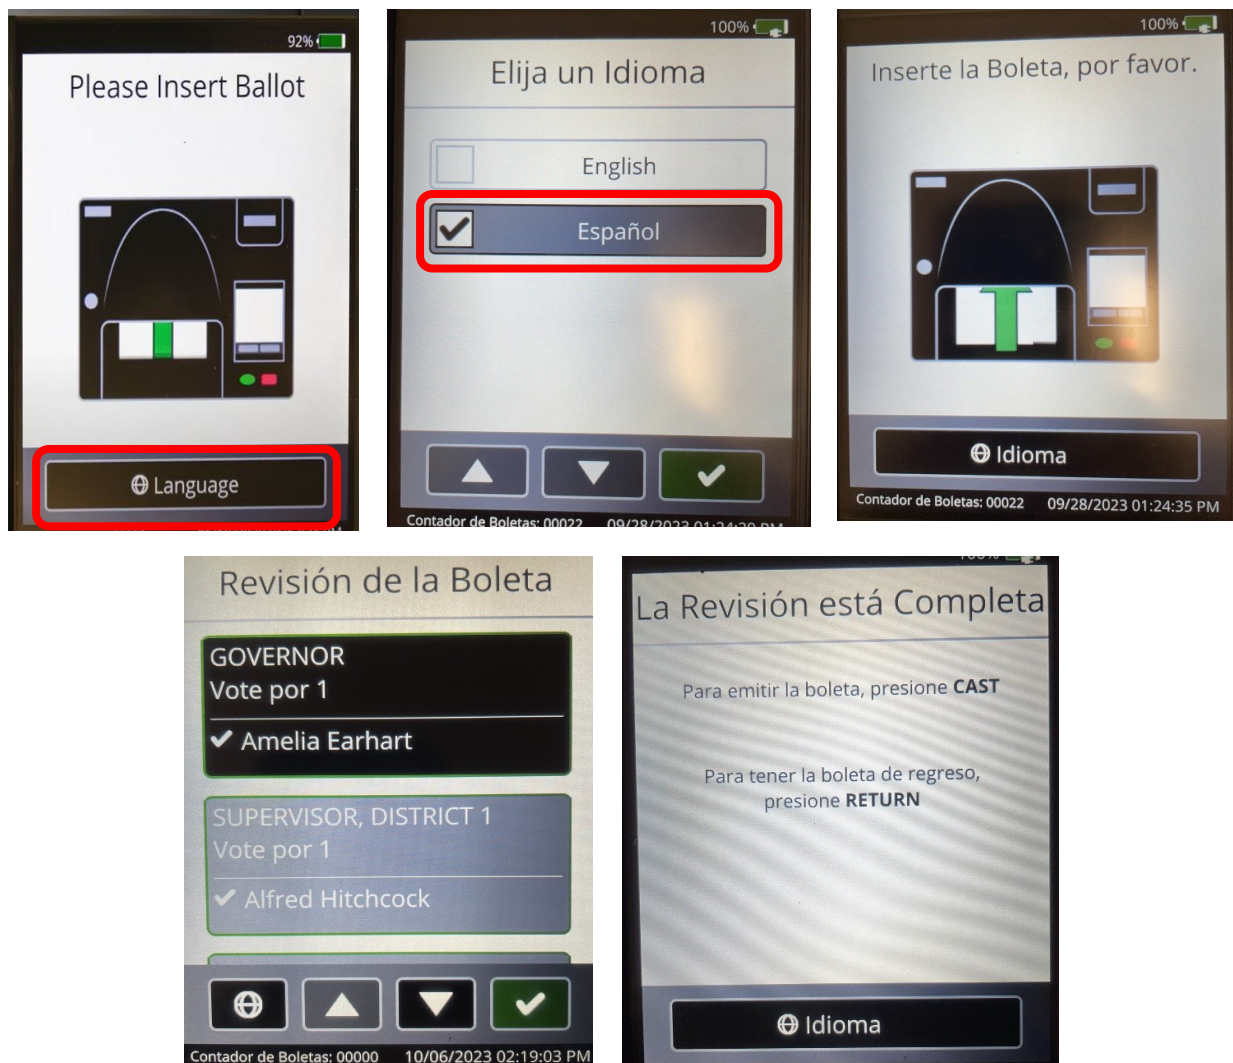 92%
Please Insert Ballot
Language
100%
Elija un Idioma
English
Español
Contador de Boletas: 00022
100%
Inserte la Boleta, por favor.
Idioma
Contador de Boletas: 00022 09/28/2023 01:24:35 PM
Revisión de la Boleta
GOVERNOR
Vote por 1
Amelia Earhart
SUPERVISOR, DISTRICT 1
Vote por 1
Alfred Hitchcock
Contador de Boletas: 00000 10/06/2023 02:19:03 PM
La Revisión está Completa
Para emitir la boleta, presione CAST
Para tener la boleta de regreso,
presione RETURN
Idioma